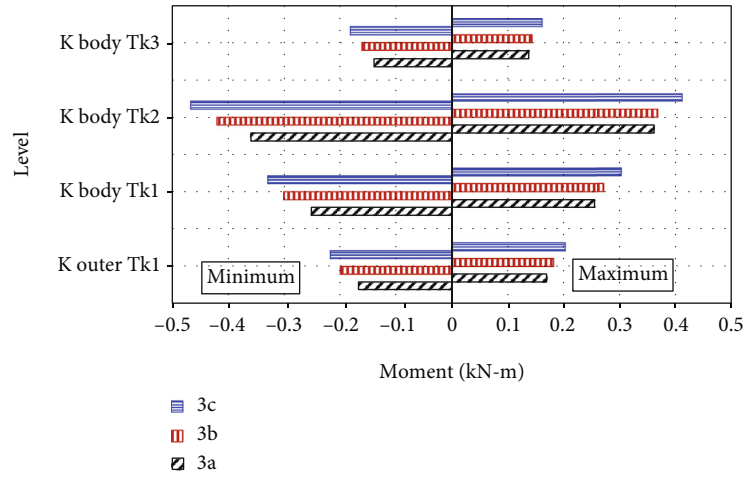 K body Tk3
K body Tk2
K body Tk1
K outer Tk1
Level
Minimum
Maximum
–0.5 –0.4 –0.3 –0.2 –0.1 0 0.1 0.2 0.3 0.4 0.5
Moment (kN-m)
3c
3b
3a